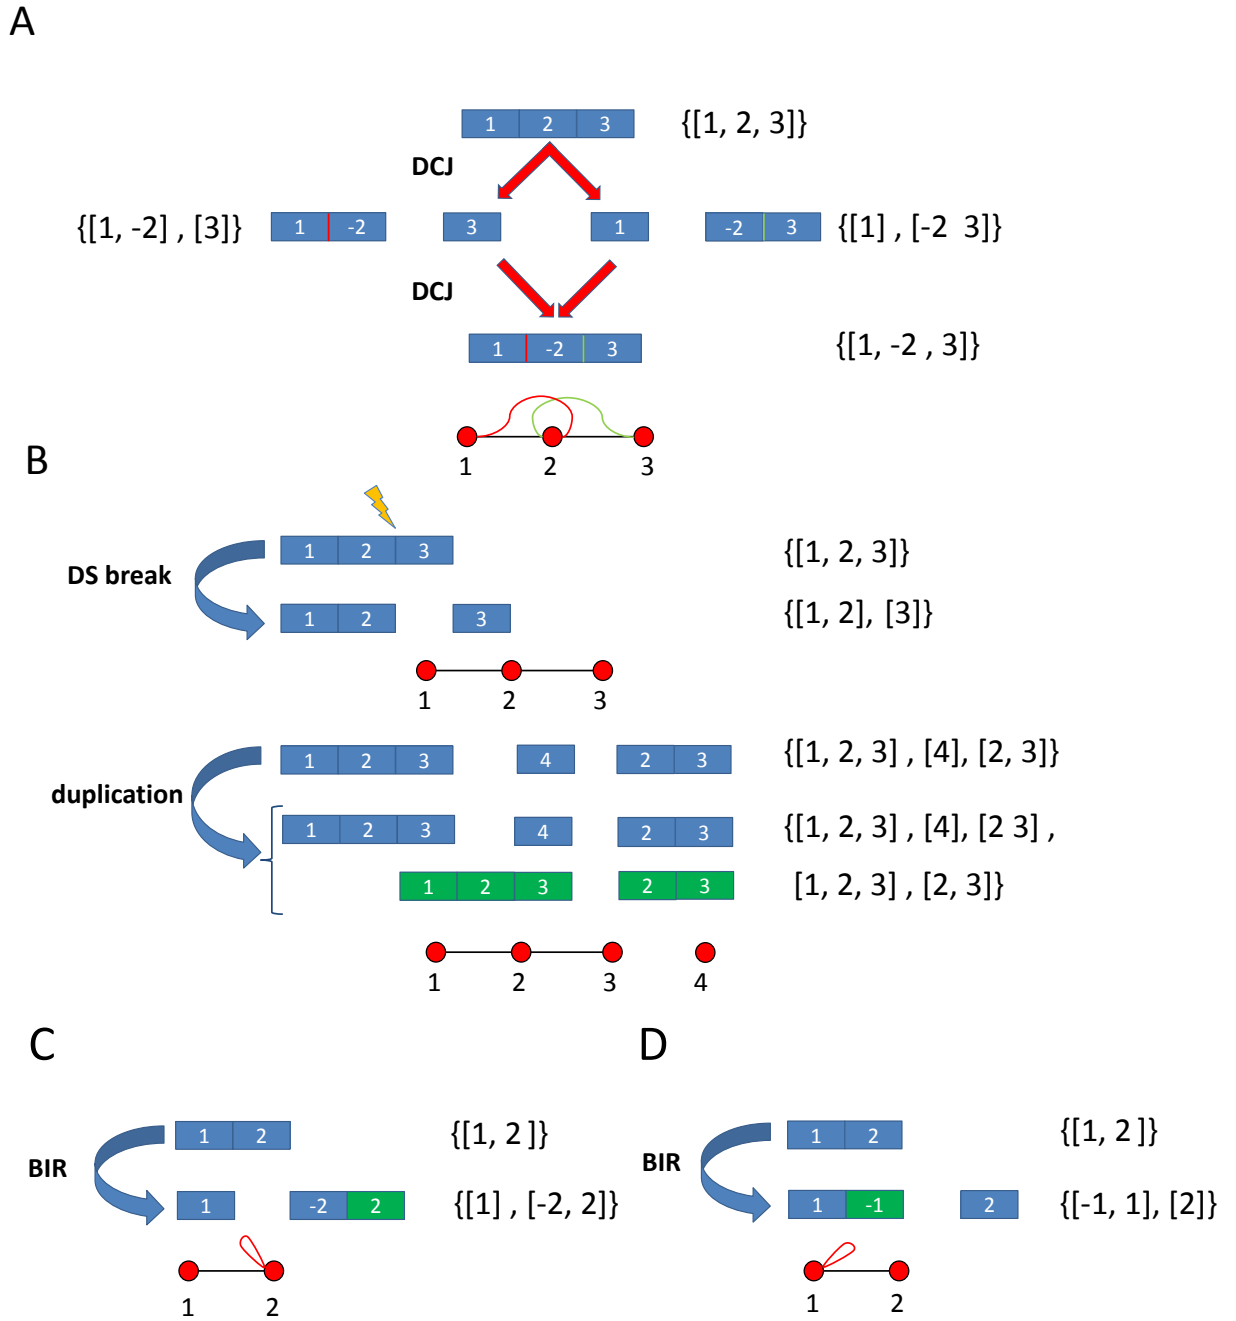 A
1 2 3 {[1, 2, 3]}
DCJ
{[1, -2] , [3]} 1 -2 3 1 -2 3 {[1] , [-2 3]}
DCJ
1 -2 3 {[1, -2 , 3]}
1 2 3
B
1 2 3 {[1, 2, 3]}
DS break
1 2 3 {[1, 2], [3]}
1 2 3
1 2 3 4 2 3 {[1, 2, 3] , [4], [2, 3]}
duplication
1 2 3 4 2 3 {[1, 2, 3] , [4], [2 3] ,
1 2 3 2 3 [1, 2, 3] , [2, 3]}
1 2 3 4
C
1 2 {[1, 2 ]}
BIR
1 -2 2 {[1] , [-2, 2]}
1 2
D
1 2 {[1, 2 ]}
BIR
1 -1 2 {[-1, 1], [2]}
1 2